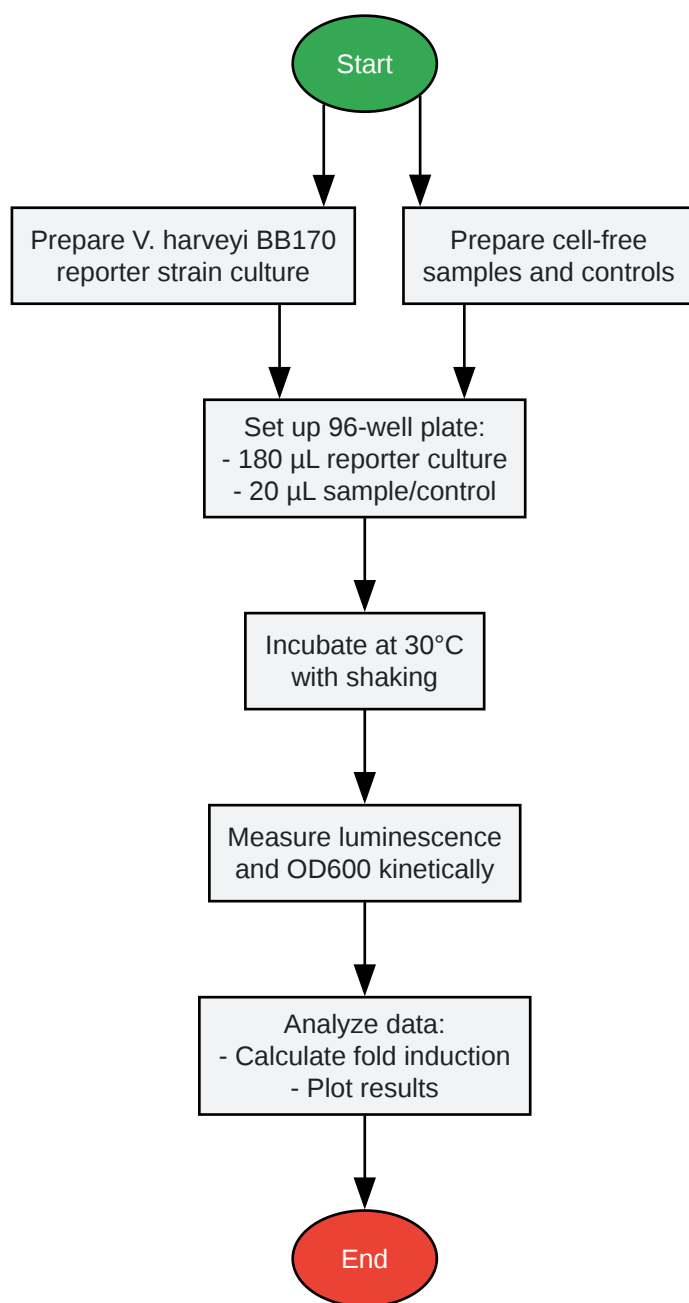 Start
Prepare V. harveyi BB170
reporter strain culture
Prepare cell-free
samples and controls
Set up 96-well plate:
- 180 µL reporter culture
- 20 µL sample/control
Incubate at 30°C
with shaking
Measure luminescence
and OD600 kinetically
Analyze data:
- Calculate fold induction
- Plot results
End